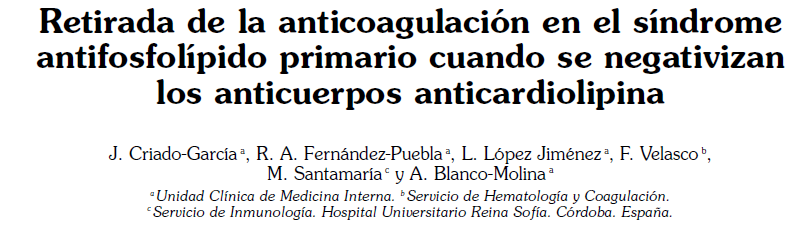 Retirada de la anticoagulación en el síndrome
antifosfolípido primario cuando se negativizan
los anticuerpos anticardiolipina
J. Criado-García a, R. A. Fernández-Puebla a, L. López Jiménez a, F. Velasco b,
M. Santamaría c y A. Blanco-Molina a
a Unidad Clínica de Medicina Interna. b Servicio de Hematología y Coagulación.
c Servicio de Inmunología. Hospital Universitario Reina Sofía. Córdoba. España.